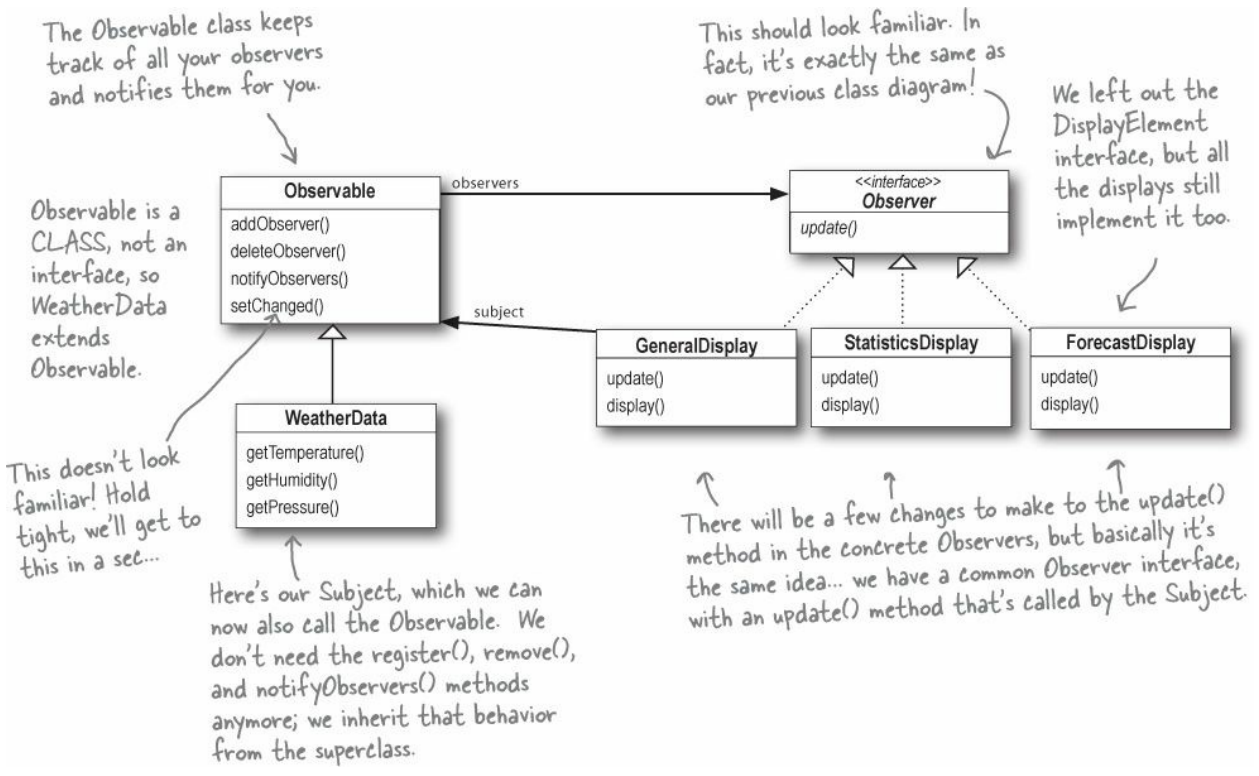 The Observable class keeps
track of all your observers
and notifies them for you.
This should look familiar. In
fact, it's exactly the same as
our previous class diagram!
We left out the
DisplayElement
interface, but all
the displays still
implement it too.
Observable is a
CLASS, not an
interface, so
WeatherData
extends
Observable.
Observable
addObserver()
deleteObserver()
notifyObservers()
setChanged()
observers
<<interface>>
Observer
update()
subject
GeneralDisplay
update()
display()
StatisticsDisplay
update()
display()
ForecastDisplay
update()
display()
WeatherData
getTemperature()
getHumidity()
getPressure()
This doesn't look
familiar! Hold
tight, we'll get to
this in a sec...
Here's our Subject, which we can
now also call the Observable. We
don't need the register(), remove(),
and notifyObservers() methods
anymore; we inherit that behavior
from the superclass.
There will be a few changes to make to the update()
method in the concrete Observers, but basically it's
the same idea... we have a common Observer interface,
with an update() method that's called by the Subject.